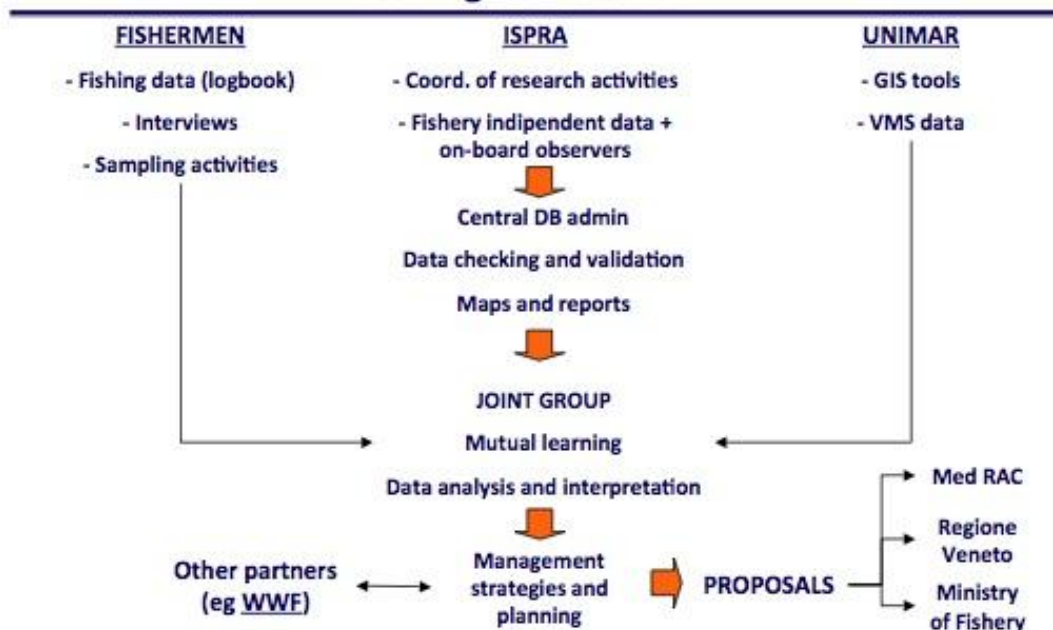 FISHERMEN
- Fishing data (logbook)
- Interviews
- Sampling activities
ISPRA
- Coord. of research activities
- Fishery indipendent data +
on-board observers
Central DB admin
Data checking and validation
Maps and reports
UNIMAR
- GIS tools
- VMS data
JOINT GROUP
Mutual learning
Data analysis and interpretation
Other partners
(eg WWF)
Management
strategies and
planning
PROPOSALS
Med RAC
Regione
Veneto
Ministry
of Fishery